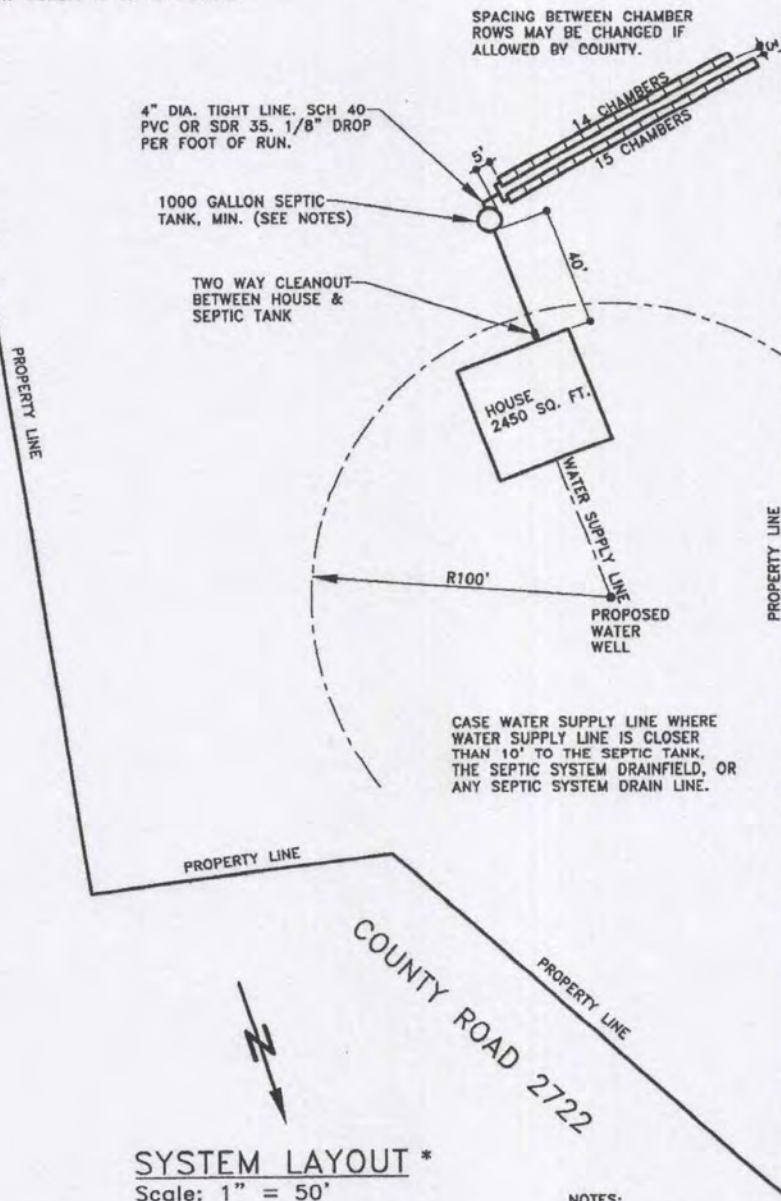 SPACING BETWEEN CHAMBER
ROWS MAY BE CHANGED IF
ALLOWED BY COUNTY.
4" DIA. TIGHT LINE, SCH 40
PVC OR SDR 35. 1/8" DROP
PER FOOT OF RUN.
14 CHAMBERS
15 CHAMBERS
5'
1000 GALLON SEPTIC
TANK, MIN. (SEE NOTES)
40'
TWO WAY CLEANOUT
BETWEEN HOUSE &
SEPTIC TANK
PROPERTY LINE
HOUSE
2450 SQ. FT.
WATER SUPPLY LINE
PROPERTY LINE
R100'
PROPOSED
WATER
WELL
CASE WATER SUPPLY LINE WHERE
WATER SUPPLY LINE IS CLOSER
THAN 10' TO THE SEPTIC TANK,
THE SEPTIC SYSTEM DRAINFIELD, OR
ANY SEPTIC SYSTEM DRAIN LINE.
PROPERTY LINE
COUNTY ROAD 2722
PROPERTY LINE
N
SYSTEM LAYOUT *
Scale: 1" = 50'
NOTES: